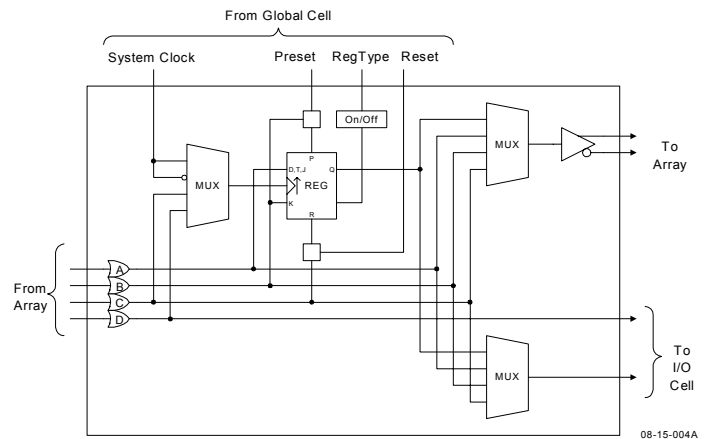 From Global Cell
System Clock
Preset
RegType
Reset
On/Off
MUX
P
D,T,J
Q
REG
K
R
MUX
To
Array
From
Array
A
B
C
D
MUX
To
I/O
Cell
08-15-004A